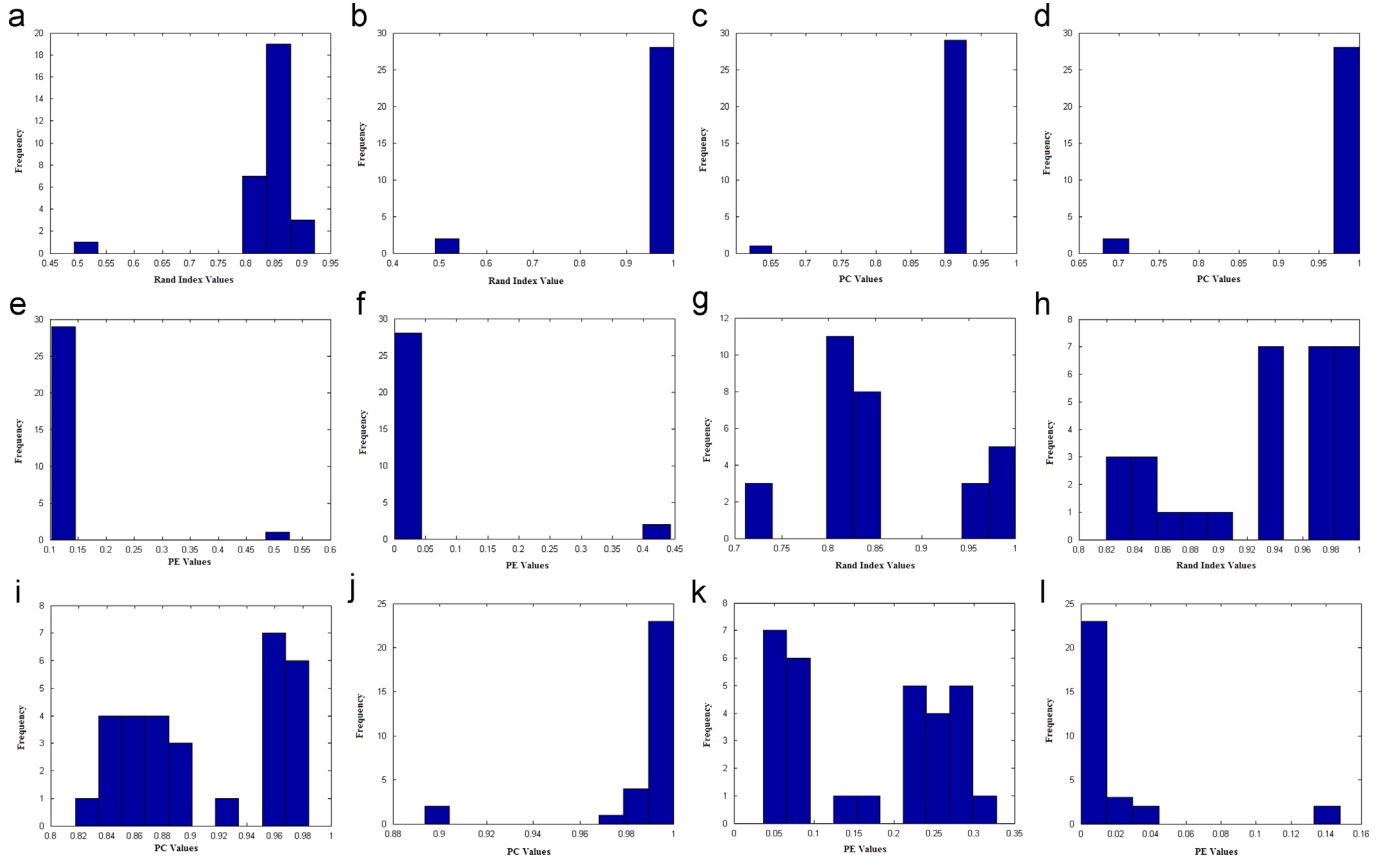 a
20
18
16
14
12
10
8
6
4
2
0
Frequency
0.45 0.5 0.55 0.6 0.65 0.7 0.75 0.8 0.85 0.9 0.95
Rand Index Values
b
30
25
20
15
10
5
0
Frequency
0.4 0.5 0.6 0.7 0.8 0.9 1
Rand Index Value
c
30
25
20
15
10
5
0
Frequency
0.65 0.7 0.75 0.8 0.85 0.9 0.95 1
PC Values
d
30
25
20
15
10
5
0
Frequency
0.65 0.7 0.75 0.8 0.85 0.9 0.95 1
PC Values
e
30
25
20
15
10
5
0
Frequency
0.1 0.15 0.2 0.25 0.3 0.35 0.4 0.45 0.5 0.55 0.6
PE Values
f
30
25
20
15
10
5
0
Frequency
0 0.05 0.1 0.15 0.2 0.25 0.3 0.35 0.4 0.45
PE Values
g
12
10
8
6
4
2
0
Frequency
0.7 0.75 0.8 0.85 0.9 0.95 1
Rand Index Values
h
8
7
6
5
4
3
2
1
0
Frequency
0.8 0.82 0.84 0.86 0.88 0.9 0.92 0.94 0.96 0.98 1
Rand Index Values
i
8
7
6
5
4
3
2
1
0
Frequency
0.8 0.82 0.84 0.86 0.88 0.9 0.92 0.94 0.96 0.98 1
PC Values
j
25
20
15
10
5
0
Frequency
0.88 0.9 0.92 0.94 0.96 0.98 1
PC Values
k
8
7
6
5
4
3
2
1
0
Frequency
0 0.05 0.1 0.15 0.2 0.25 0.3 0.35
PE Values
l
25
20
15
10
5
0
Frequency
0 0.02 0.04 0.06 0.08 0.1 0.12 0.14 0.16
PE Values